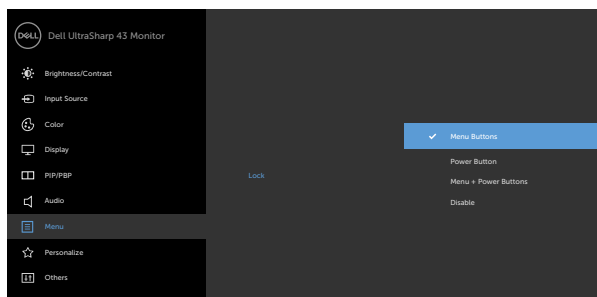 DELL
Dell UltraSharp 43 Monitor
Brightness/Contrast
Input Source
Color
Display
PIP/PBP
Audio
Menu
Personalize
Others
Lock
Menu Buttons
Power Button
Menu + Power Buttons
Disable